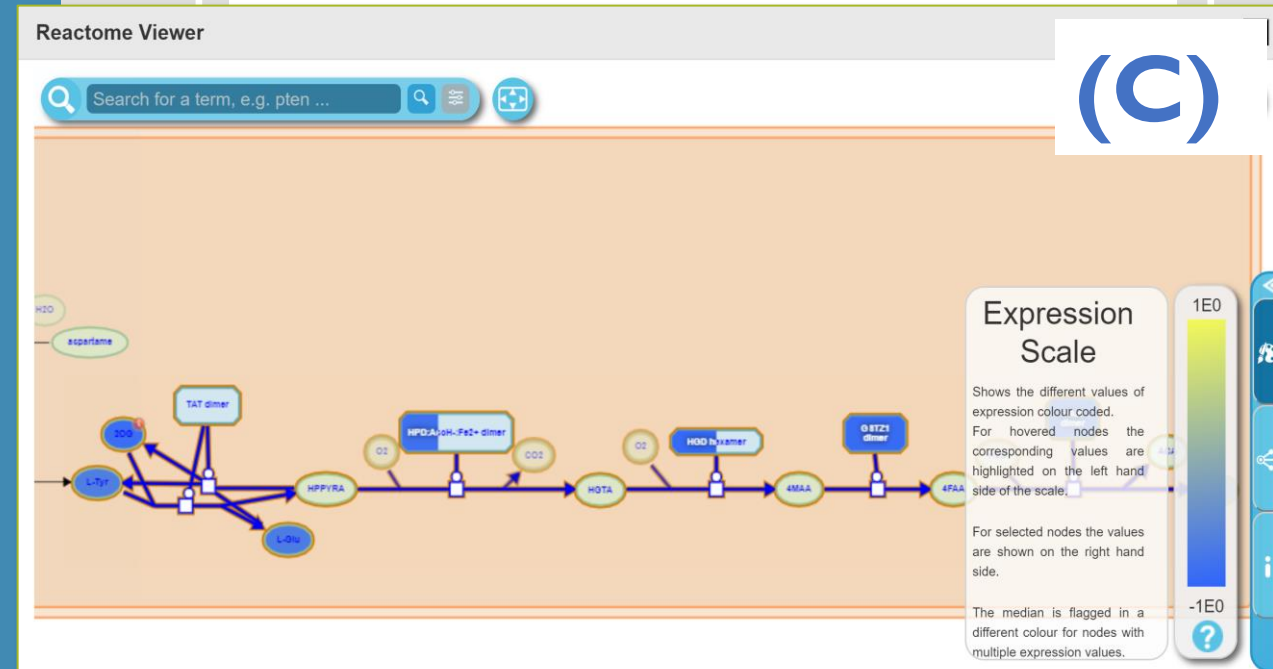 Reactome Viewer
(C)
Search for a term, e.g. pten ...
H2O
aspartame
TAT dimer
2OG
L-Tyr
L-Glu
HPPYRA
O2
HPD:AscH-:Fe2+ dimer
CO2
HGTA
O2
HGD hexamer
4MAA
GSTZ1
dimer
4FAA
Expression
Scale
Shows the different values of
expression colour coded.
For hovered nodes the
corresponding values are
highlighted on the left hand
side of the scale.
For selected nodes the values
are shown on the right hand
side.
The median is flagged in a
different colour for nodes with
multiple expression values.
1E0
-1E0
?
i